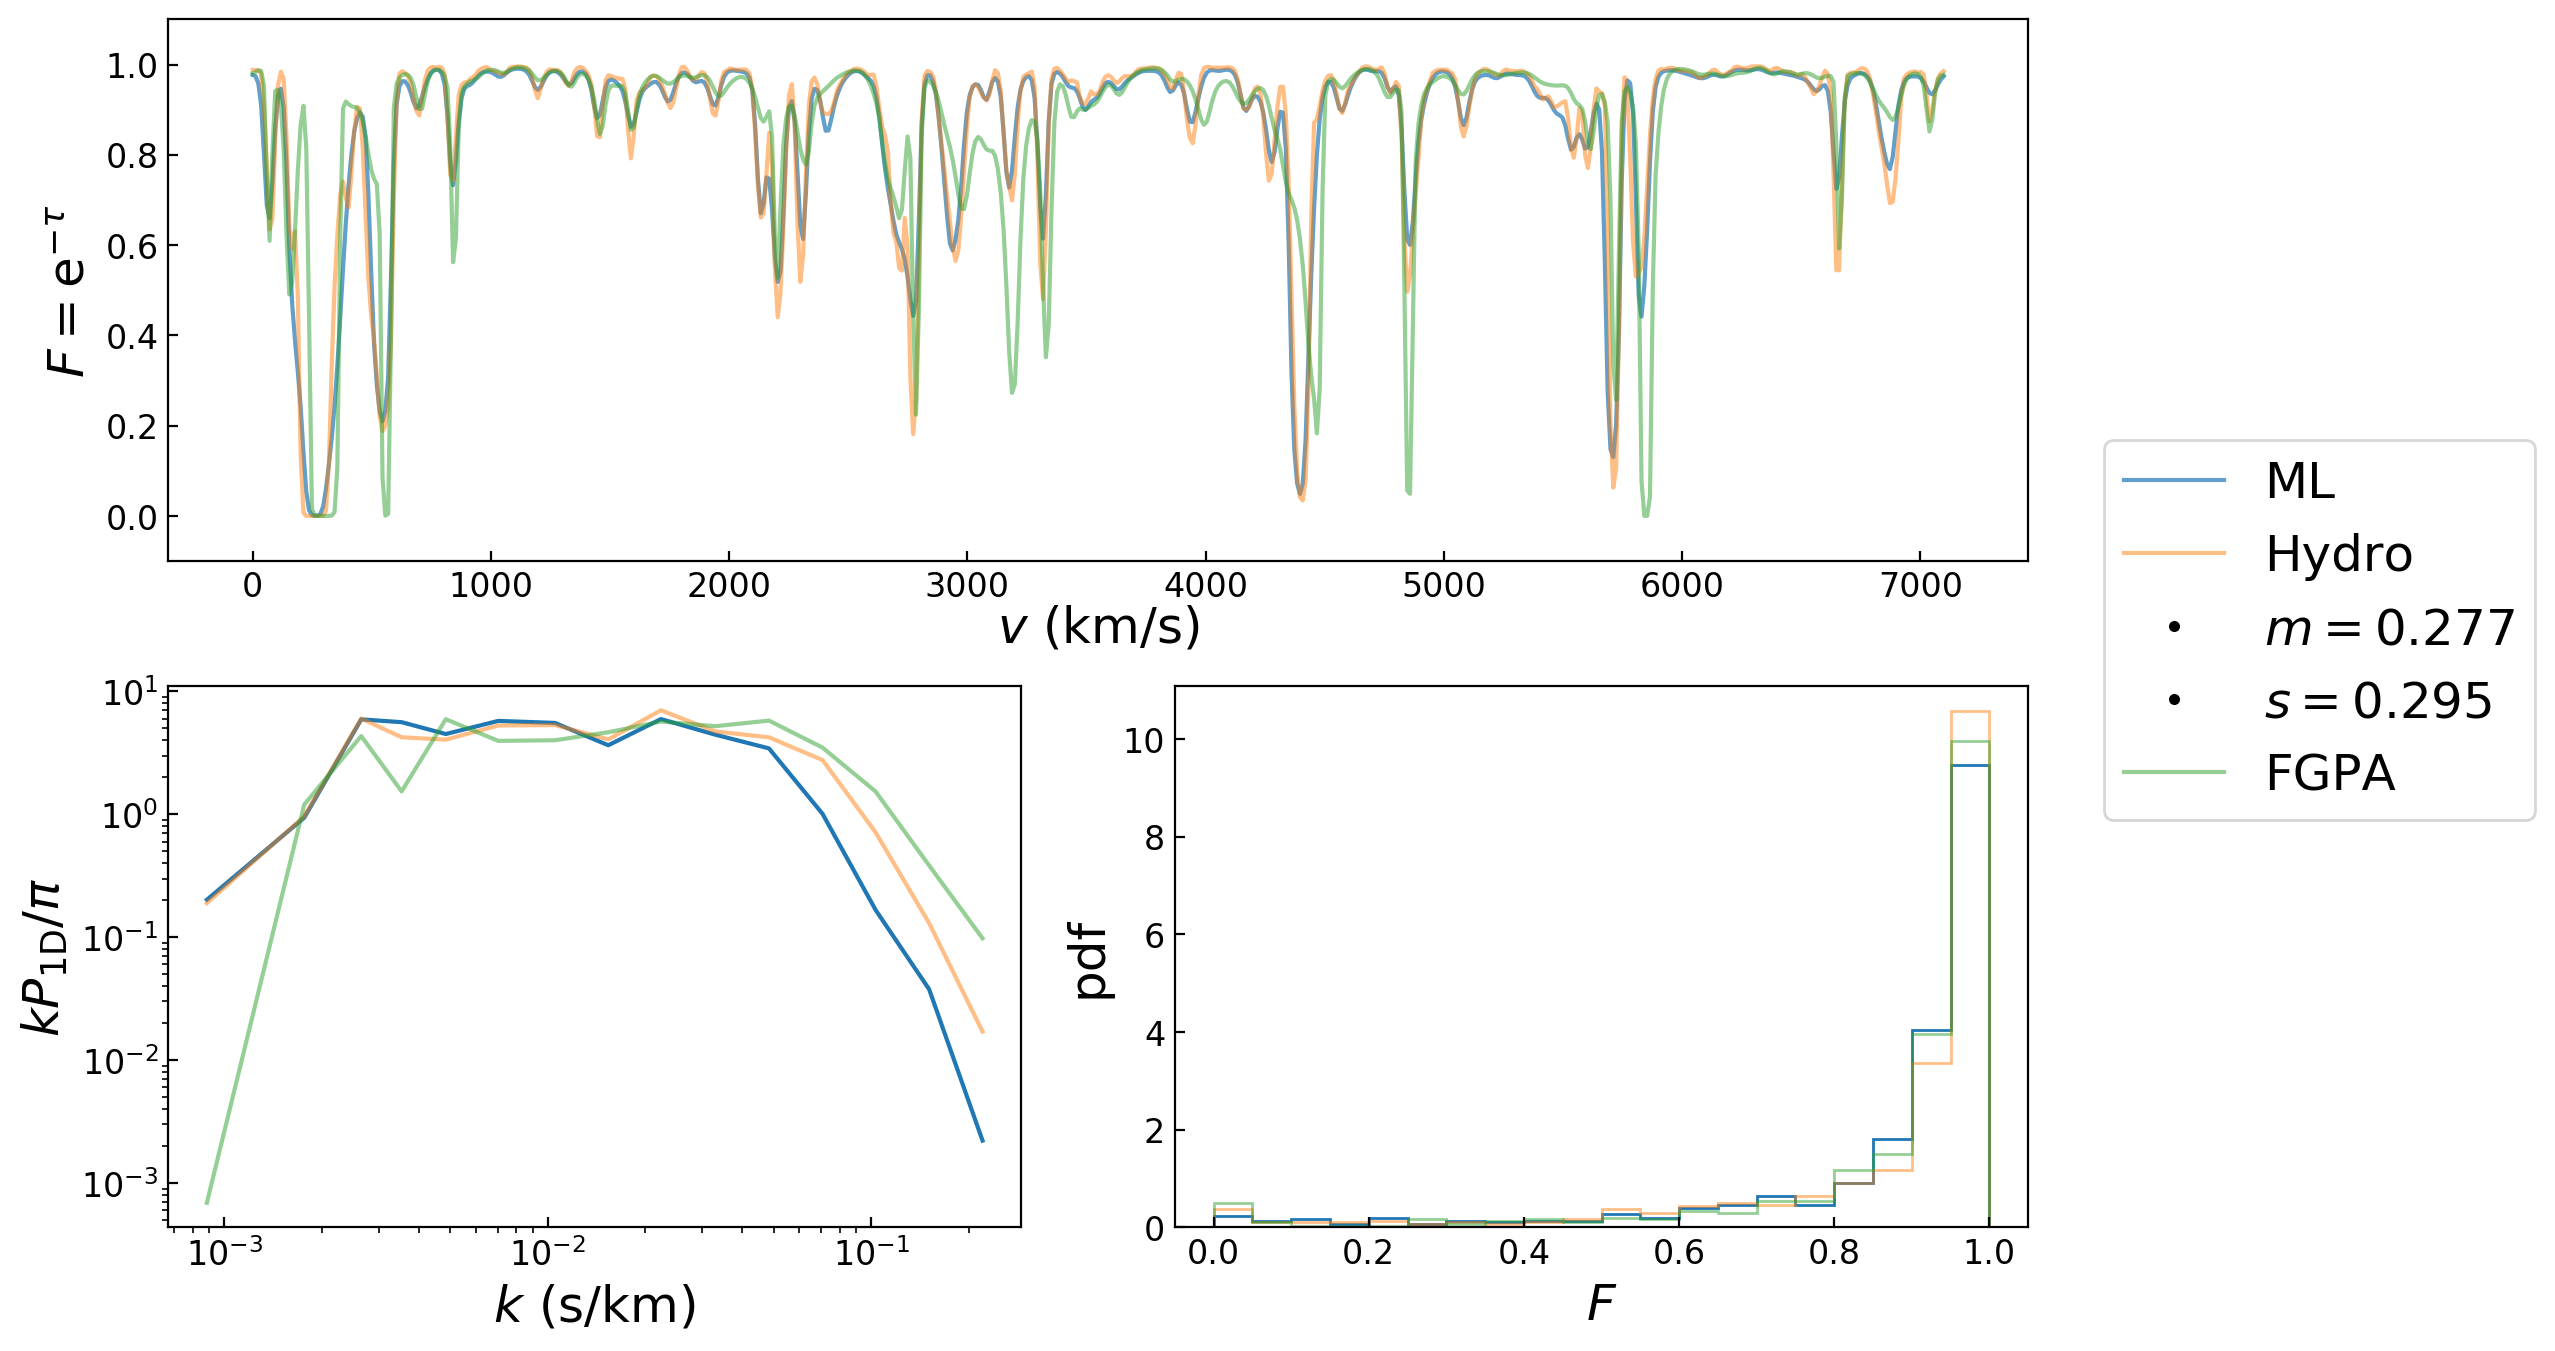 1.0
0.8
0.6
0.4
0.2
0.0
F = e^{−τ}
0 1000 2000 3000 4000 5000 6000 7000
v (km/s)
ML
Hydro
m = 0.277
s = 0.295
FGPA
10^1
10^0
10^{−1}
10^{−2}
10^{−3}
kP_{1D}/π
10^{−3} 10^{−2} 10^{−1}
k (s/km)
10
8
6
4
2
0
pdf
0.0 0.2 0.4 0.6 0.8 1.0
F